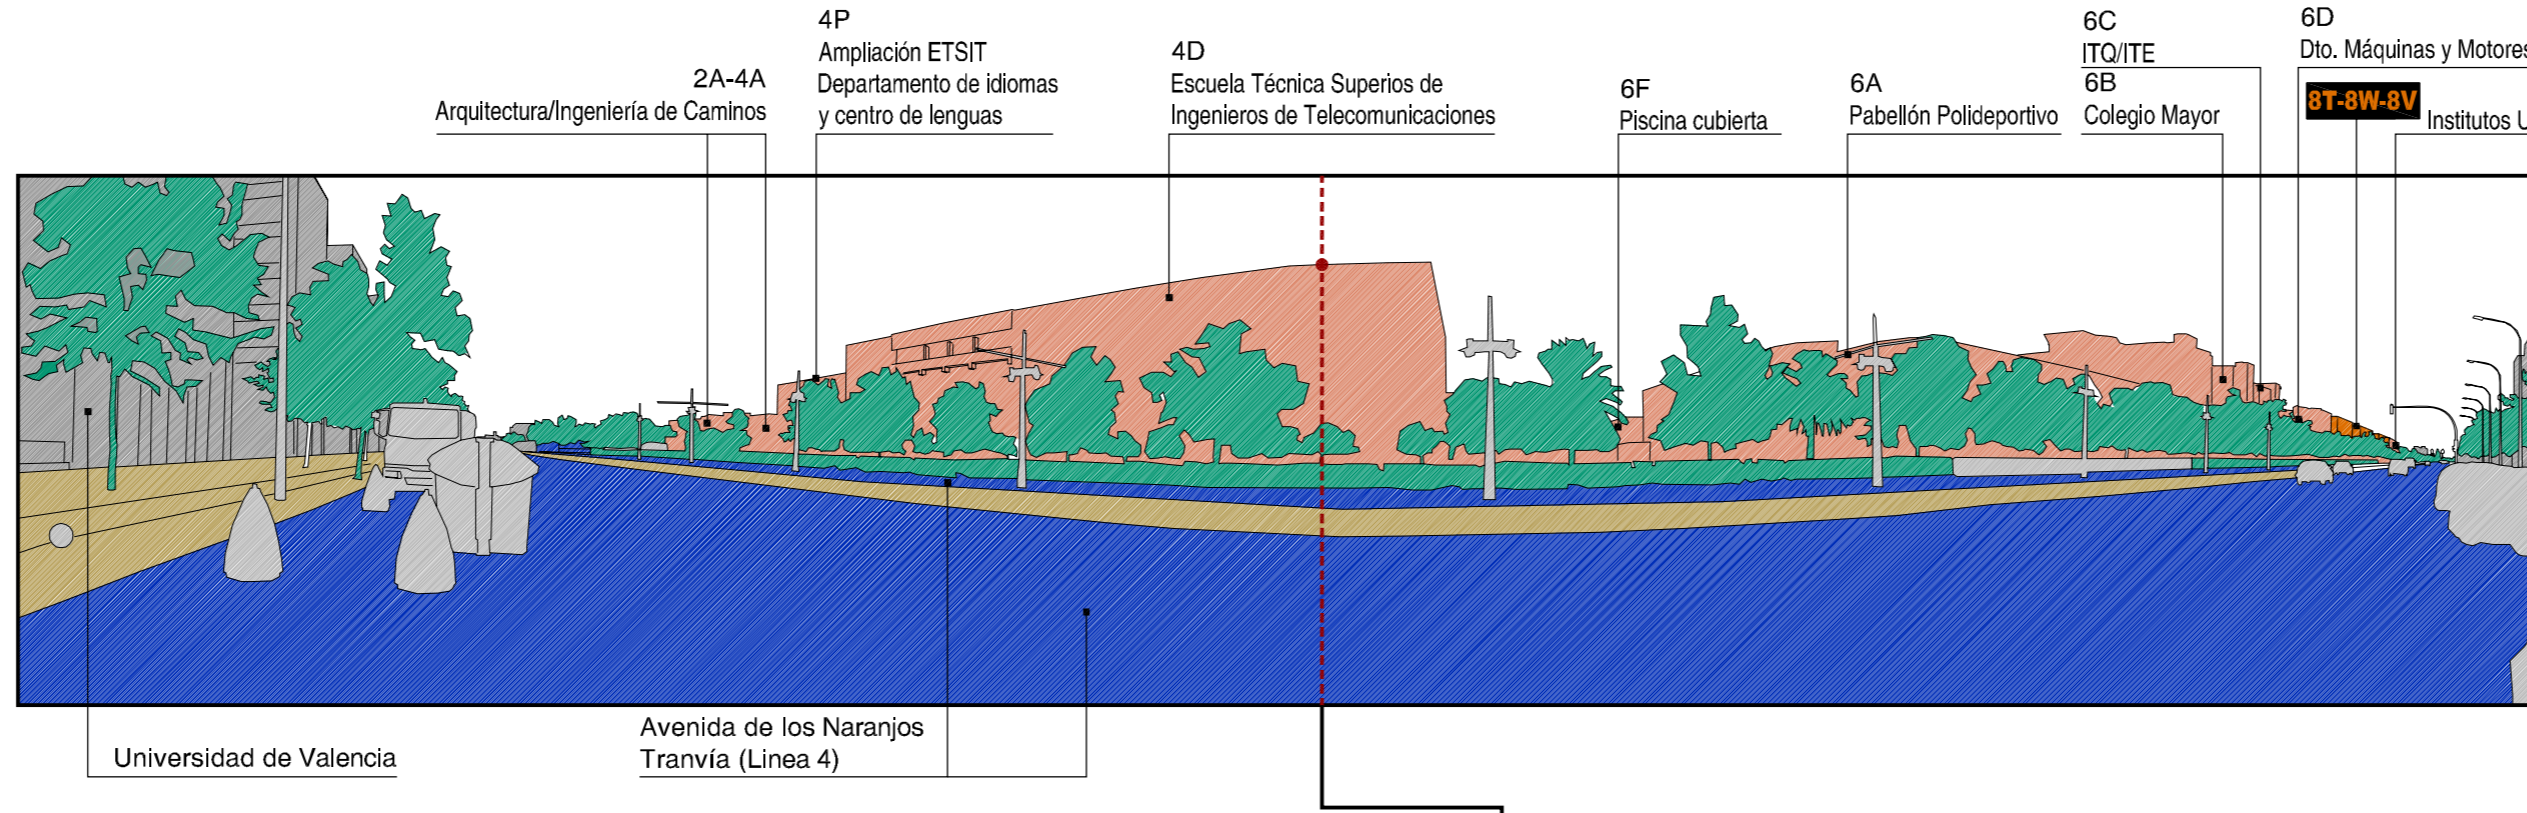 4P
Ampliación ETSIT
Departamento de idiomas
y centro de lenguas
2A-4A
Arquitectura/Ingeniería de Caminos
4D
Escuela Técnica Superios de
Ingenieros de Telecomunicaciones
6F
Piscina cubierta
6A
Pabellón Polideportivo
6C
ITQ/ITE
6B
Colegio Mayor
6D
Dto. Máquinas y Motores
8T-8W-8V
Institutos U
Universidad de Valencia
Avenida de los Naranjos
Tranvía (Linea 4)